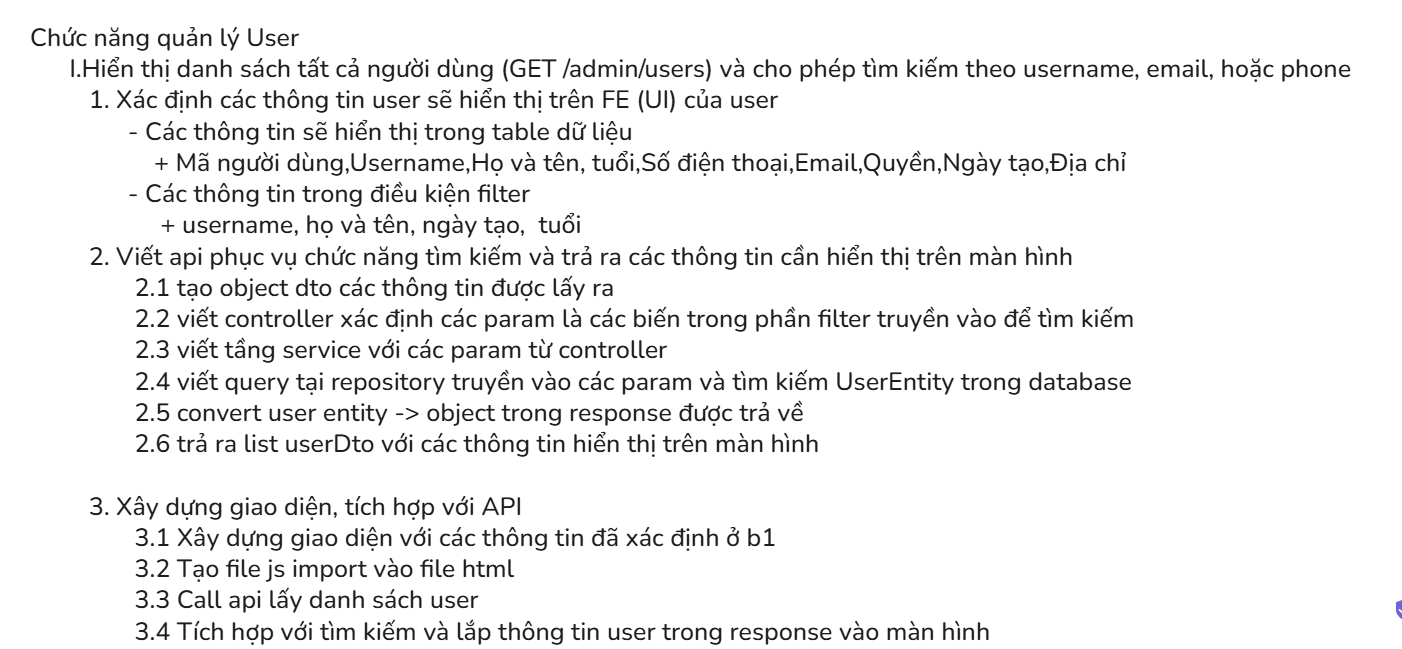 Chức năng quản lý User
I.Hiển thị danh sách tất cả người dùng (GET /admin/users) và cho phép tìm kiếm theo username, email, hoặc phone
1. Xác định các thông tin user sẽ hiển thị trên FE (UI) của user
- Các thông tin sẽ hiển thị trong table dữ liệu
+ Mã người dùng,Username,Họ và tên, tuổi,Số điện thoại,Email,Quyền,Ngày tạo,Địa chỉ
- Các thông tin trong điều kiện filter
+ username, họ và tên, ngày tạo,  tuổi
2. Viết api phục vụ chức năng tìm kiếm và trả ra các thông tin cần hiển thị trên màn hình
2.1 tạo object dto các thông tin được lấy ra
2.2 viết controller xác định các param là các biến trong phần filter truyền vào để tìm kiếm
2.3 viết tầng service với các param từ controller
2.4 viết query tại repository truyền vào các param và tìm kiếm UserEntity trong database
2.5 convert user entity -> object trong response được trả về
2.6 trả ra list userDto với các thông tin hiển thị trên màn hình
3. Xây dựng giao diện, tích hợp với API
3.1 Xây dựng giao diện với các thông tin đã xác định ở b1
3.2 Tạo file js import vào file html
3.3 Call api lấy danh sách user
3.4 Tích hợp với tìm kiếm và lắp thông tin user trong response vào màn hình